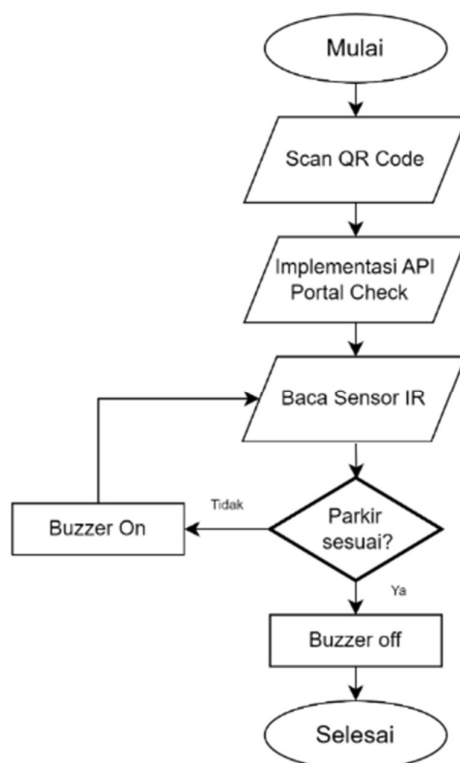 Mulai
Scan QR Code
Implementasi API
Portal Check
Baca Sensor IR
Parkir
sesuai?
Tidak
Buzzer On
Ya
Buzzer off
Selesai